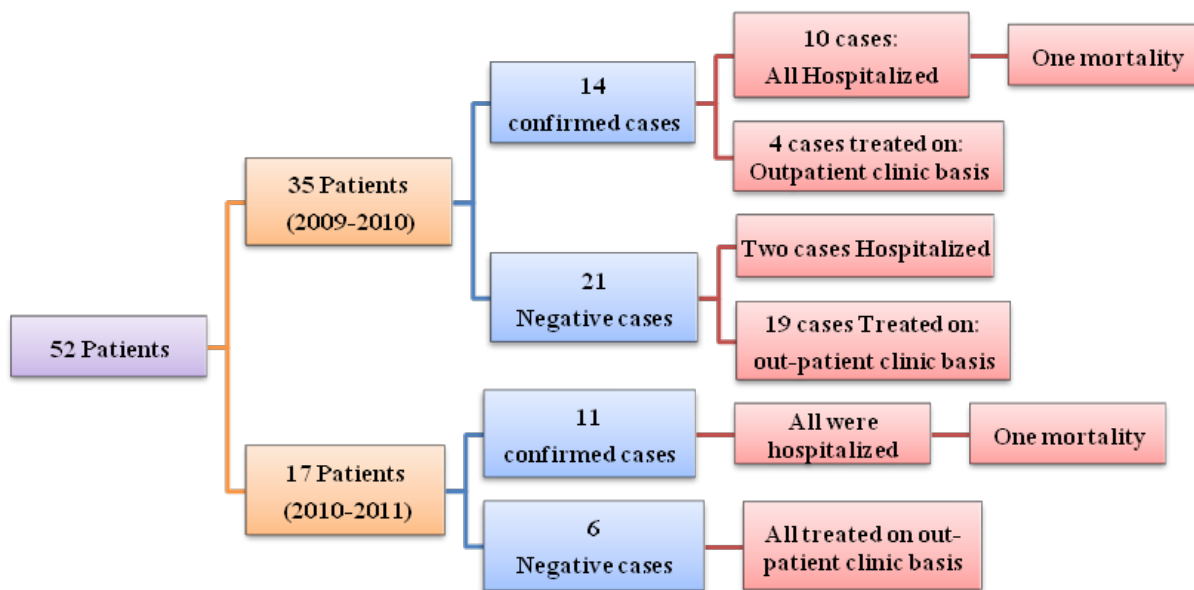 52 Patients
35 Patients
(2009-2010)
14
confirmed cases
10 cases:
All Hospitalized
One mortality
4 cases treated on:
Outpatient clinic basis
21
Negative cases
Two cases Hospitalized
19 cases Treated on:
out-patient clinic basis
17 Patients
(2010-2011)
11
confirmed cases
All were
hospitalized
One mortality
6
Negative cases
All treated on out-
patient clinic basis